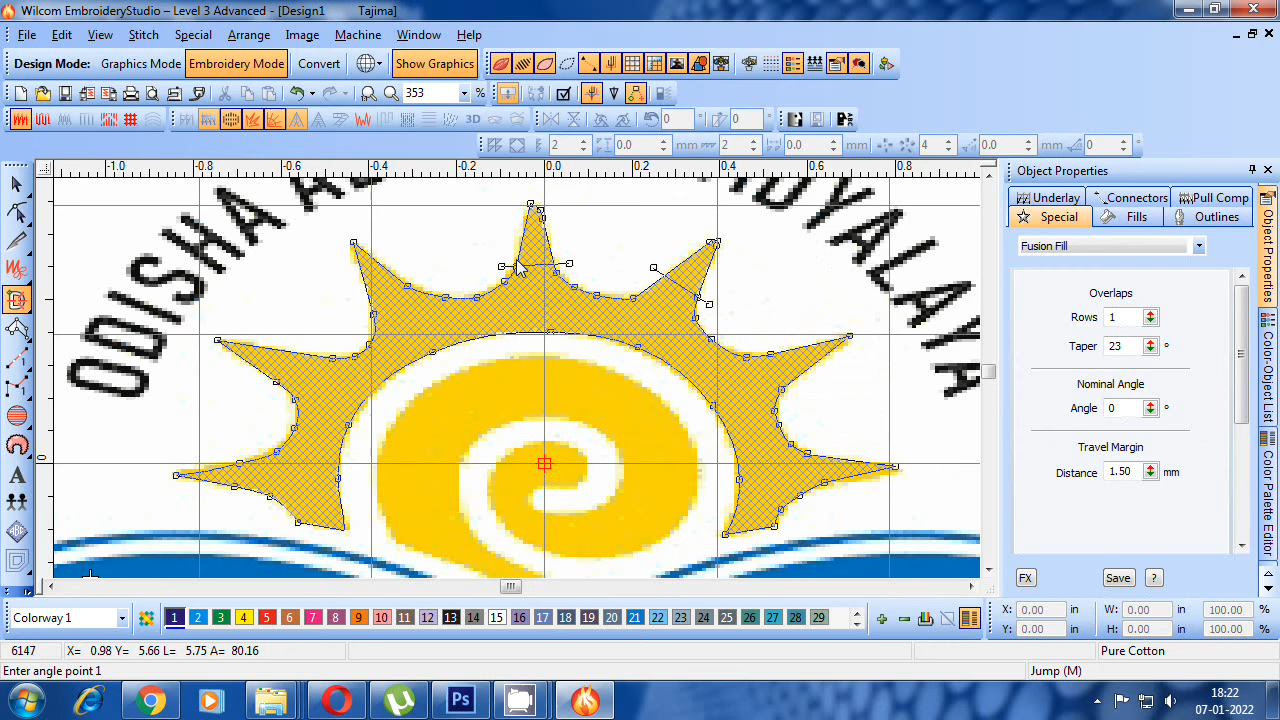 Wilcom EmbroideryStudio – Level 3 Advanced - [Design1 Tajima]
File Edit View Stitch Special Arrange Image Machine Window Help
Design Mode: Graphics Mode Embroidery Mode Convert Show Graphics
353 %
0 ° 0 °
2 0.0 mm 2 0.0 mm 4 0.0 mm 0 °
-1.0 -0.8 -0.6 -0.4 -0.2 0.0 0.2 0.4 0.6 0.8
0
ODISHA
Object Properties
Underlay Connectors Pull Comp
Special Fills Outlines
Fusion Fill
Overlaps
Rows 1
Taper 23 °
Nominal Angle
Angle 0 °
Travel Margin
Distance 1.50 mm
FX Save ?
Object Properties
Color-Object List
Color Palette Editor
Colorway 1
1 2 3 4 5 6 7 8 9 10 11 12 13 14 15 16 17 18 19 20 21 22 23 24 25 26 27 28 29
X: 0.00 in W: 0.00 in 100.00 %
Y: 0.00 in H: 0.00 in 100.00 %
6147 X= 0.98 Y= 5.66 L= 5.75 A= 80.16 Pure Cotton
Enter angle point 1 Jump (M)
Ps
18:22
07-01-2022